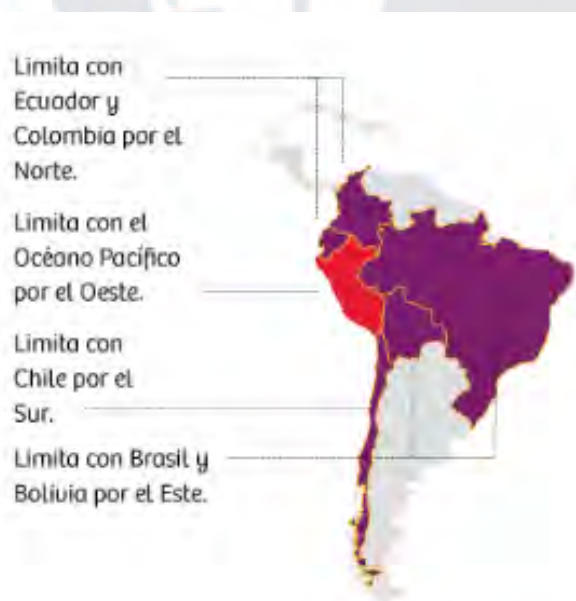 Limita con
Ecuador y
Colombia por el
Norte.
Limita con el
Océano Pacífico
por el Oeste.
Limita con
Chile por el
Sur.
Limita con Brasil y
Bolivia por el Este.